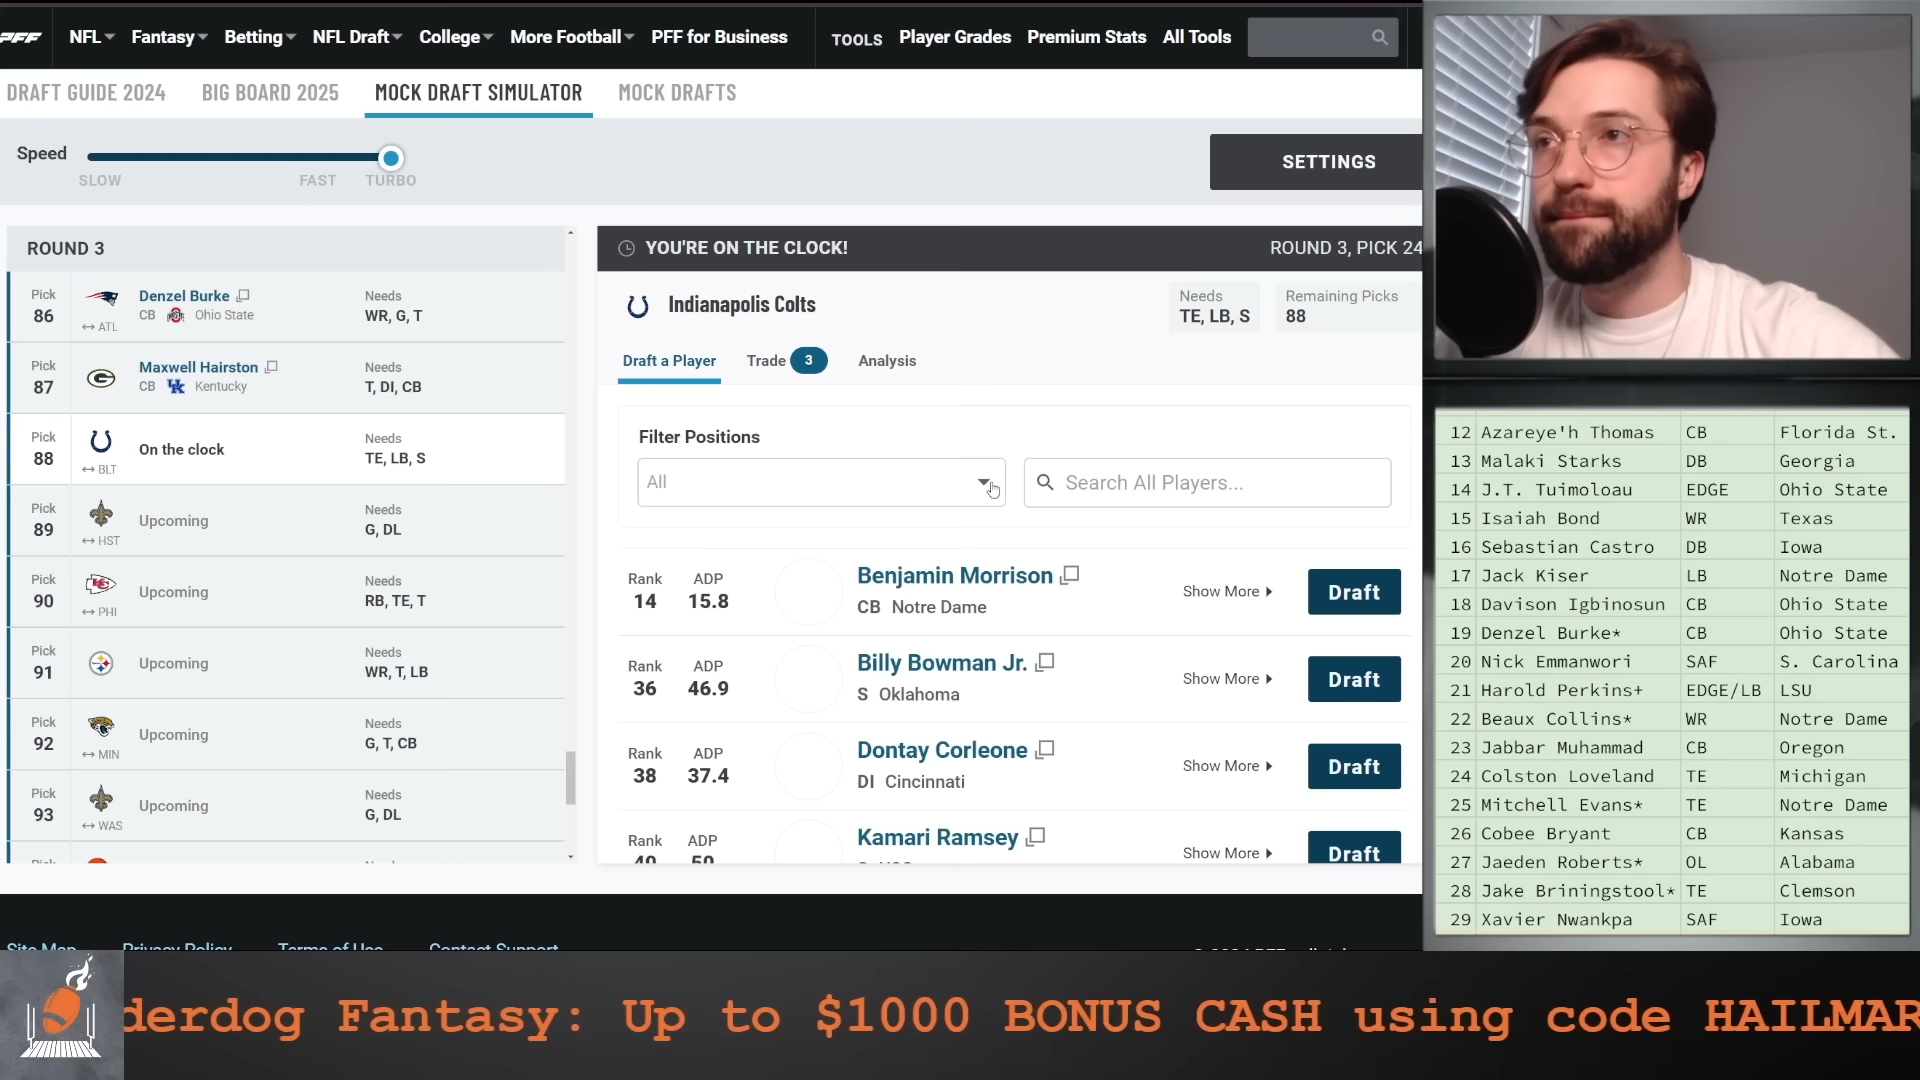 PFF NFL Fantasy Betting NFL Draft College More Football PFF for Business TOOLS Player Grades Premium Stats All Tools
DRAFT GUIDE 2024 BIG BOARD 2025 MOCK DRAFT SIMULATOR MOCK DRAFTS
Speed
SLOW FAST TURBO
SETTINGS
ROUND 3
Pick 86
ATL
Denzel Burke
CB Ohio State
Needs
WR, G, T
Pick 87
Maxwell Hairston
CB Kentucky
Needs
T, DI, CB
Pick 88
BLT
On the clock
Needs
TE, LB, S
Pick 89
HST
Upcoming
Needs
G, DL
Pick 90
PHI
Upcoming
Needs
RB, TE, T
Pick 91
Upcoming
Needs
WR, T, LB
Pick 92
MIN
Upcoming
Needs
G, T, CB
Pick 93
WAS
Upcoming
Needs
G, DL
YOU'RE ON THE CLOCK! ROUND 3, PICK 24
Indianapolis Colts
Needs
TE, LB, S
Remaining Picks
88
Draft a Player Trade 3 Analysis
Filter Positions
All
Search All Players...
Rank 14 ADP 15.8
Benjamin Morrison
CB Notre Dame
Show More Draft
Rank 36 ADP 46.9
Billy Bowman Jr.
S Oklahoma
Show More Draft
Rank 38 ADP 37.4
Dontay Corleone
DI Cincinnati
Show More Draft
Rank 40 ADP 50
Kamari Ramsey
Show More Draft
12 Azareye'h Thomas CB Florida St.
13 Malaki Starks DB Georgia
14 J.T. Tuimoloau EDGE Ohio State
15 Isaiah Bond WR Texas
16 Sebastian Castro DB Iowa
17 Jack Kiser LB Notre Dame
18 Davison Igbinosun CB Ohio State
19 Denzel Burke* CB Ohio State
20 Nick Emmanwori SAF S. Carolina
21 Harold Perkins+ EDGE/LB LSU
22 Beaux Collins* WR Notre Dame
23 Jabbar Muhammad CB Oregon
24 Colston Loveland TE Michigan
25 Mitchell Evans* TE Notre Dame
26 Cobee Bryant CB Kansas
27 Jaeden Roberts* OL Alabama
28 Jake Briningstool* TE Clemson
29 Xavier Nwankpa SAF Iowa
Site Map Privacy Policy Terms of Use Contact Support
derdog Fantasy: Up to $1000 BONUS CASH using code HAILMAR